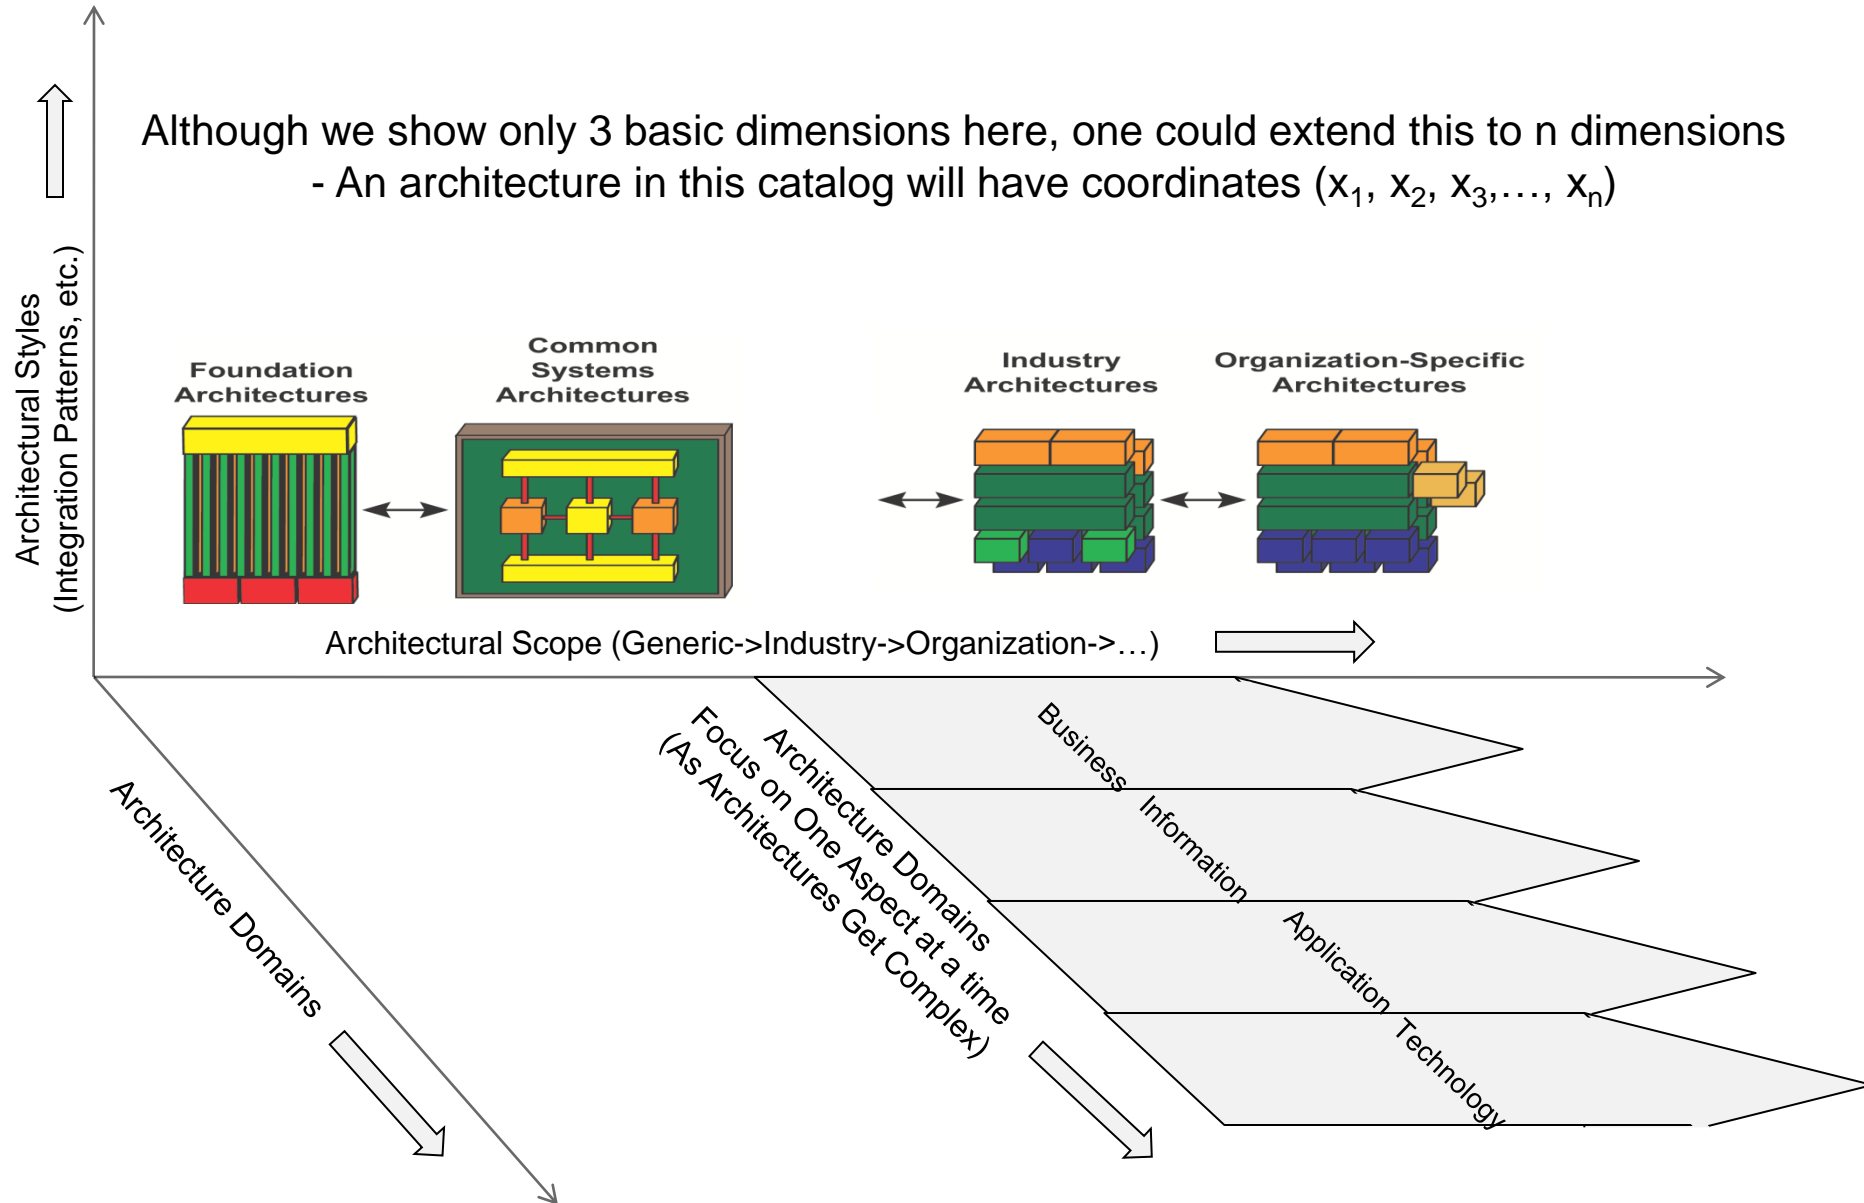 Although we show only 3 basic dimensions here, one could extend this to n dimensions
- An architecture in this catalog will have coordinates (x₁, x₂, x₃,…, xₙ)
Architectural Styles
(Integration Patterns, etc.)
Foundation
Architectures
Common
Systems
Architectures
Industry
Architectures
Organization-Specific
Architectures
Architectural Scope (Generic->Industry->Organization->…)
Architecture Domains
Architecture Domains
Focus on One Aspect at a time
(As Architectures Get Complex)
Business
Information
Application
Technology